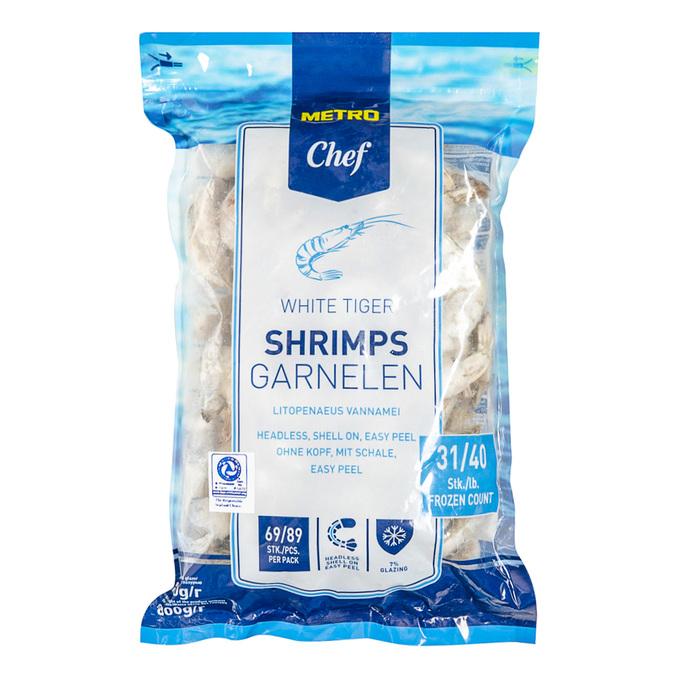 METRO
Chef
WHITE TIGER
SHRIMPS
GARNELEN
LITOPENAEUS VANNAMEI
HEADLESS, SHELL ON, EASY PEEL
OHNE KOPF, MIT SCHALE,
EASY PEEL
31/40
Stk./lb.
FROZEN COUNT
69/89
STK./PCS.
PER PACK
HEADLESS
SHELL ON
EASY PEEL
7%
GLAZING
g/r
800g/r